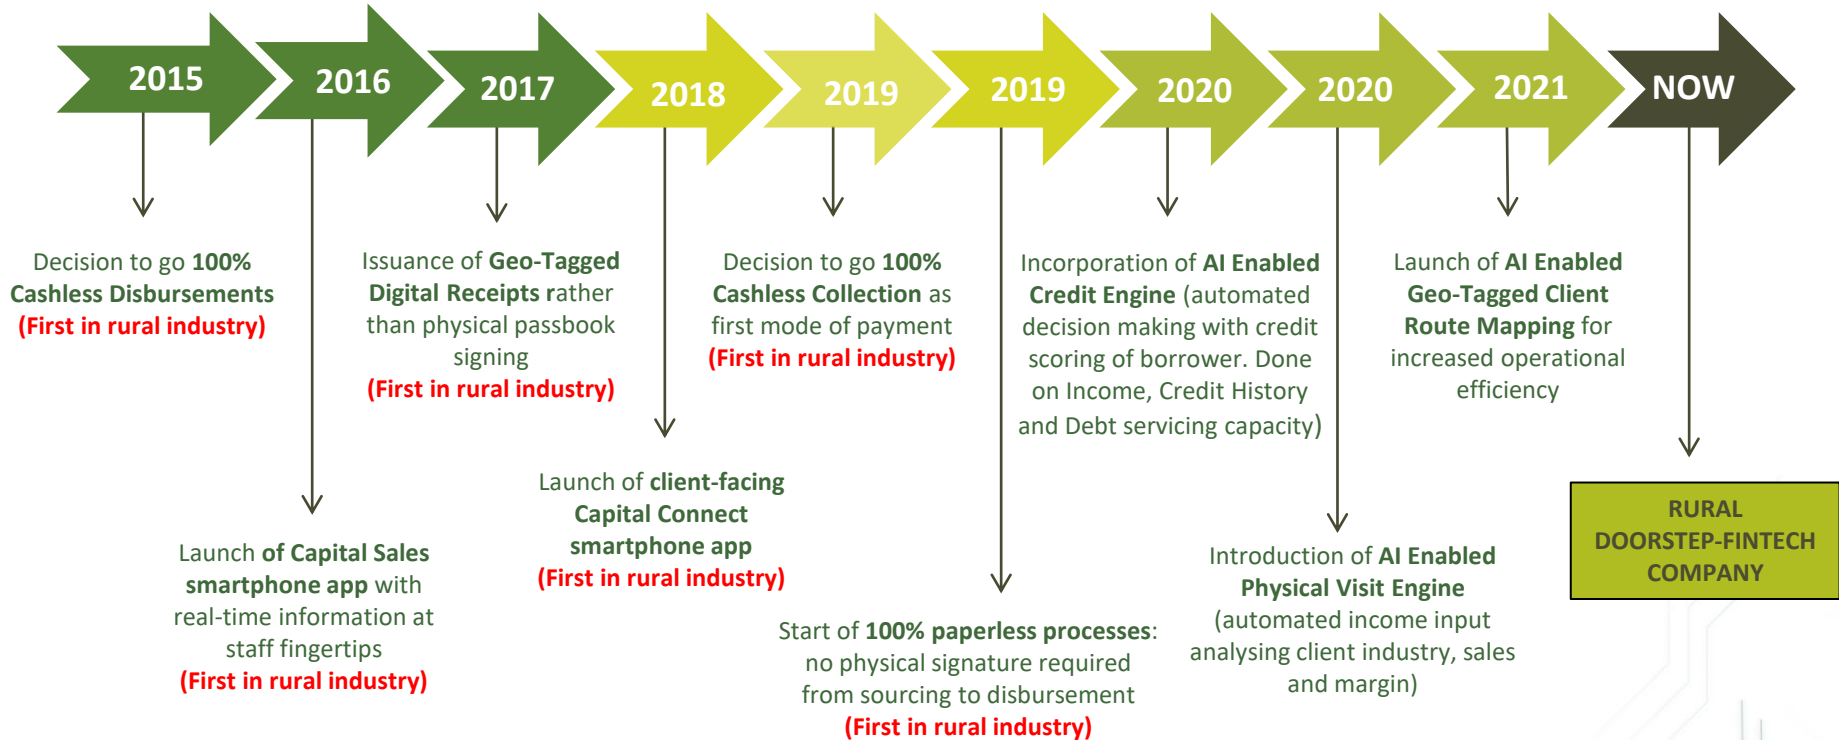 2015
2016
2017
2018
2019
2019
2020
2020
2021
NOW
Decision to go 100%
Cashless Disbursements
(First in rural industry)
Launch of Capital Sales
smartphone app with
real-time information at
staff fingertips
(First in rural industry)
Issuance of Geo-Tagged
Digital Receipts rather
than physical passbook
signing
(First in rural industry)
Launch of client-facing
Capital Connect
smartphone app
(First in rural industry)
Decision to go 100%
Cashless Collection as
first mode of payment
(First in rural industry)
Start of 100% paperless processes:
no physical signature required
from sourcing to disbursement
(First in rural industry)
Incorporation of AI Enabled
Credit Engine (automated
decision making with credit
scoring of borrower. Done
on Income, Credit History
and Debt servicing capacity)
Introduction of AI Enabled
Physical Visit Engine
(automated income input
analysing client industry, sales
and margin)
Launch of AI Enabled
Geo-Tagged Client
Route Mapping for
increased operational
efficiency
RURAL
DOORSTEP-FINTECH
COMPANY